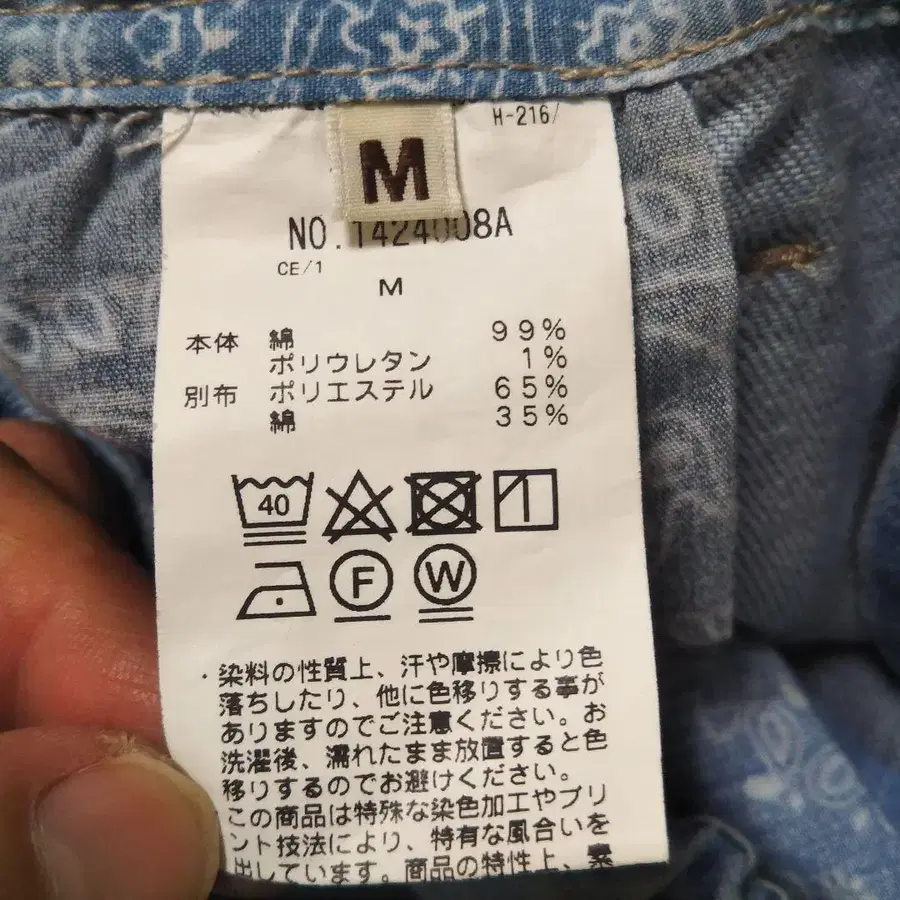 H-216/
M
NO.1424008A
CE/1
M
本体 綿 99%
ポリウレタン 1%
別布 ポリエステル 65%
綿 35%
40
F W
・染料の性質上、汗や摩擦により色
落ちしたり、他に色移りする事が
ありますのでご注意ください。お
洗濯後、濡れたまま放置すると色
移りするのでお避けください。
この商品は特殊な染色加工やプリ
ント技法により、特有な風合いを
出しています。商品の特性上、素